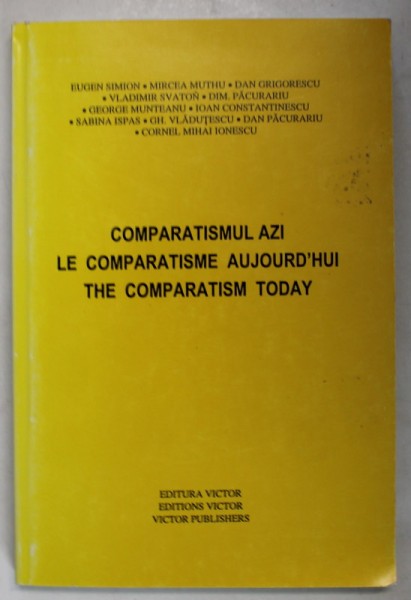 EUGEN SIMION • MIRCEA MUTHU • DAN GRIGORESCU
• VLADIMIR SVATOŇ • DIM. PĂCURARIU
• GEORGE MUNTEANU • IOAN CONSTANTINESCU
• SABINA ISPAS • GH. VLĂDUŢESCU • DAN PĂCURARIU
• CORNEL MIHAI IONESCU
COMPARATISMUL AZI
LE COMPARATISME AUJOURD'HUI
THE COMPARATISM TODAY
EDITURA VICTOR
EDITIONS VICTOR
VICTOR PUBLISHERS